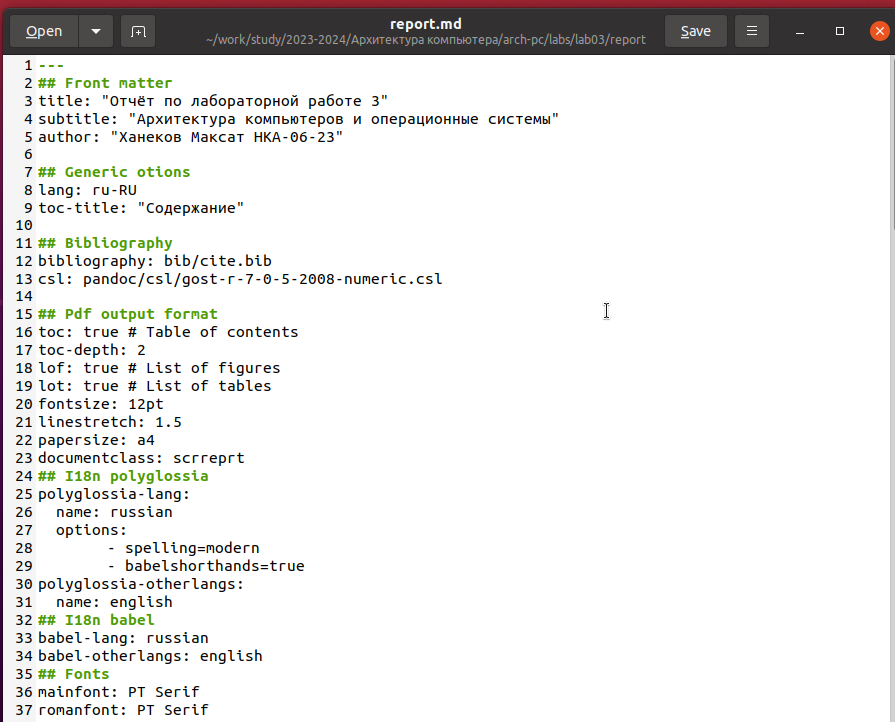 Open
report.md
~/work/study/2023-2024/Архитектура компьютера/arch-pc/labs/lab03/report
Save
1 ---
2 ## Front matter
3 title: "Отчёт по лабораторной работе 3"
4 subtitle: "Архитектура компьютеров и операционные системы"
5 author: "Ханеков Максат НКА-06-23"
6
7 ## Generic otions
8 lang: ru-RU
9 toc-title: "Содержание"
10
11 ## Bibliography
12 bibliography: bib/cite.bib
13 csl: pandoc/csl/gost-r-7-0-5-2008-numeric.csl
14
15 ## Pdf output format
16 toc: true # Table of contents
17 toc-depth: 2
18 lof: true # List of figures
19 lot: true # List of tables
20 fontsize: 12pt
21 linestretch: 1.5
22 papersize: a4
23 documentclass: scrreprt
24 ## I18n polyglossia
25 polyglossia-lang:
26   name: russian
27   options:
28         - spelling=modern
29         - babelshorthands=true
30 polyglossia-otherlangs:
31   name: english
32 ## I18n babel
33 babel-lang: russian
34 babel-otherlangs: english
35 ## Fonts
36 mainfont: PT Serif
37 romanfont: PT Serif